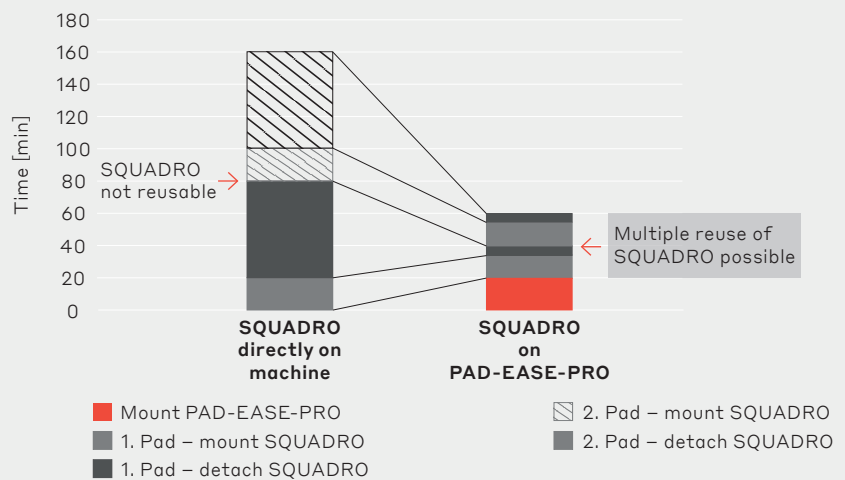 180
160
140
120
100
80
60
40
20
0
Time [min]
SQUADRO
not reusable
Multiple reuse of
SQUADRO possible
SQUADRO
directly on
machine
SQUADRO
on
PAD-EASE-PRO
Mount PAD-EASE-PRO
1. Pad – mount SQUADRO
1. Pad – detach SQUADRO
2. Pad – mount SQUADRO
2. Pad – detach SQUADRO